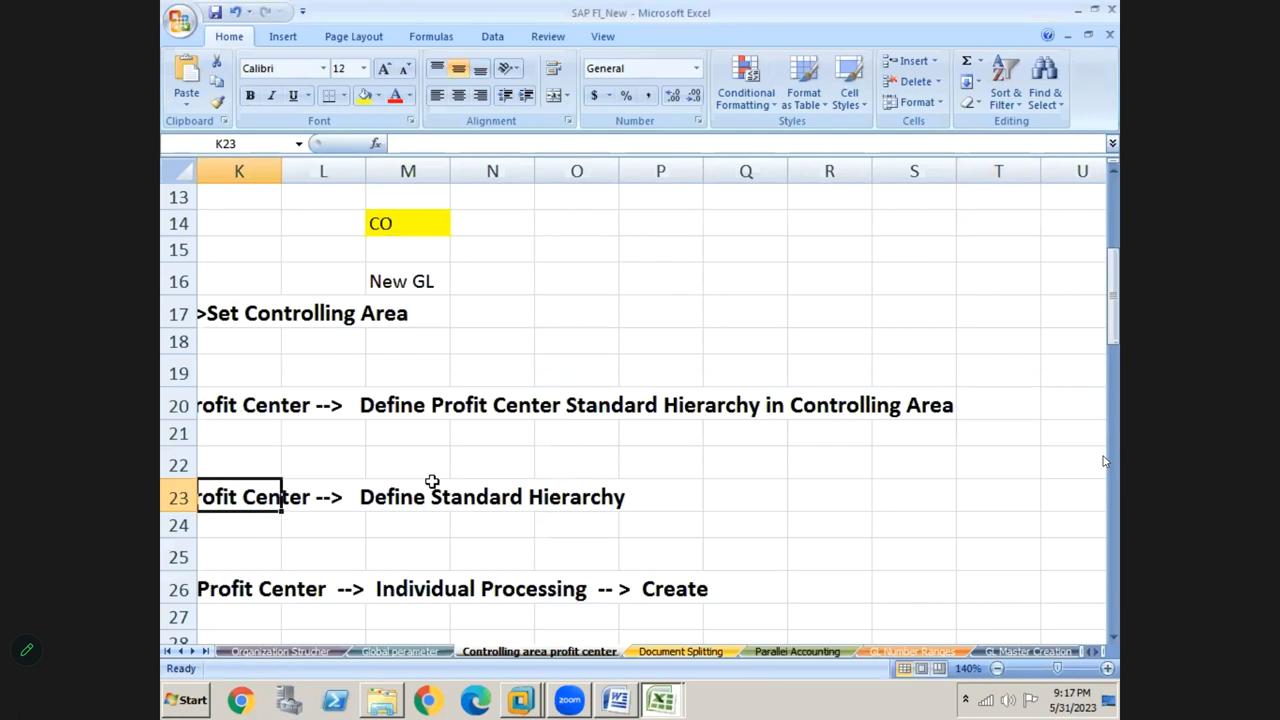 SAP FI_New - Microsoft Excel
Home Insert Page Layout Formulas Data Review View
Paste
Calibri 12
B I U
General
$ % ,
Conditional Formatting
Format as Table
Cell Styles
Insert
Delete
Format
Sort & Filter
Find & Select
Clipboard Font Alignment Number Styles Cells Editing
K23 fx
K L M N O P Q R S T U
13
14 CO
15
16 New GL
17 >Set Controlling Area
18
19
20 rofit Center --> Define Profit Center Standard Hierarchy in Controlling Area
21
22
23 rofit Center --> Define Standard Hierarchy
24
25
26 Profit Center --> Individual Processing -- > Create
27
28
Organization Strucher Global perameter Controlling area profit center Document Splitting Parallel Accounting GL Number Ranges GL Master Creation
Ready 140%
Start zoom 9:17 PM
5/31/2023